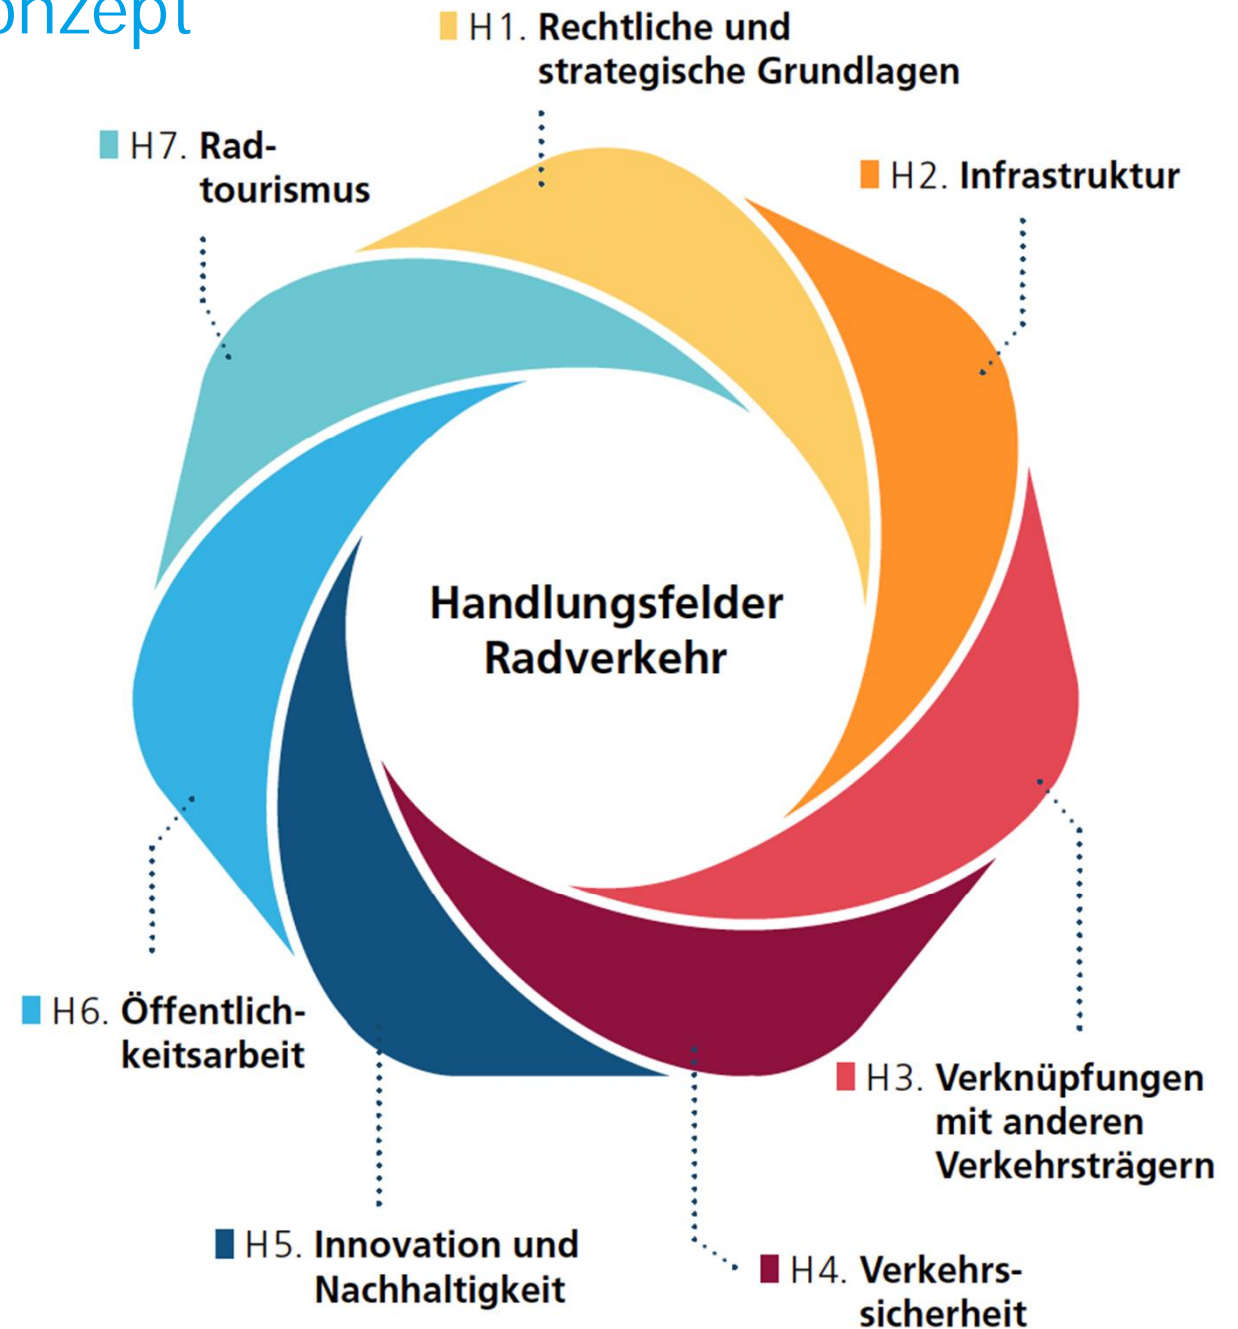 onzept
H1. Rechtliche und
strategische Grundlagen
H2. Infrastruktur
H7. Rad-
tourismus
Handlungsfelder
Radverkehr
H6. Öffentlich-
keitsarbeit
H3. Verknüpfungen
mit anderen
Verkehrsträgern
H5. Innovation und
Nachhaltigkeit
H4. Verkehrs-
sicherheit